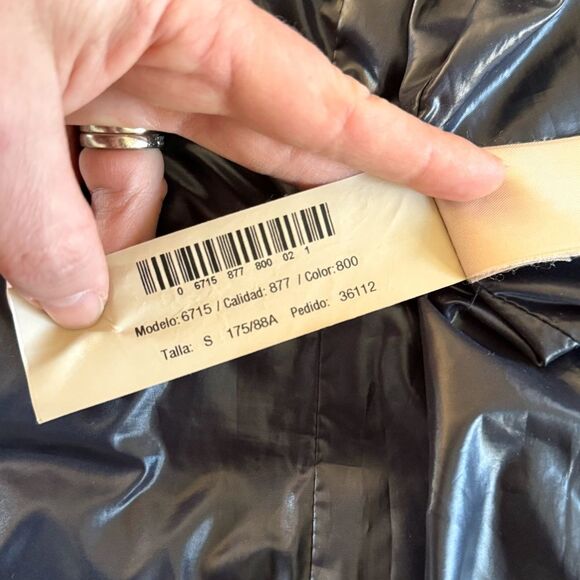 0 6715 877 800 02 1
Modelo: 6715 / Calidad: 877 / Color: 800
Talla: S 175/88A Pedido: 36112